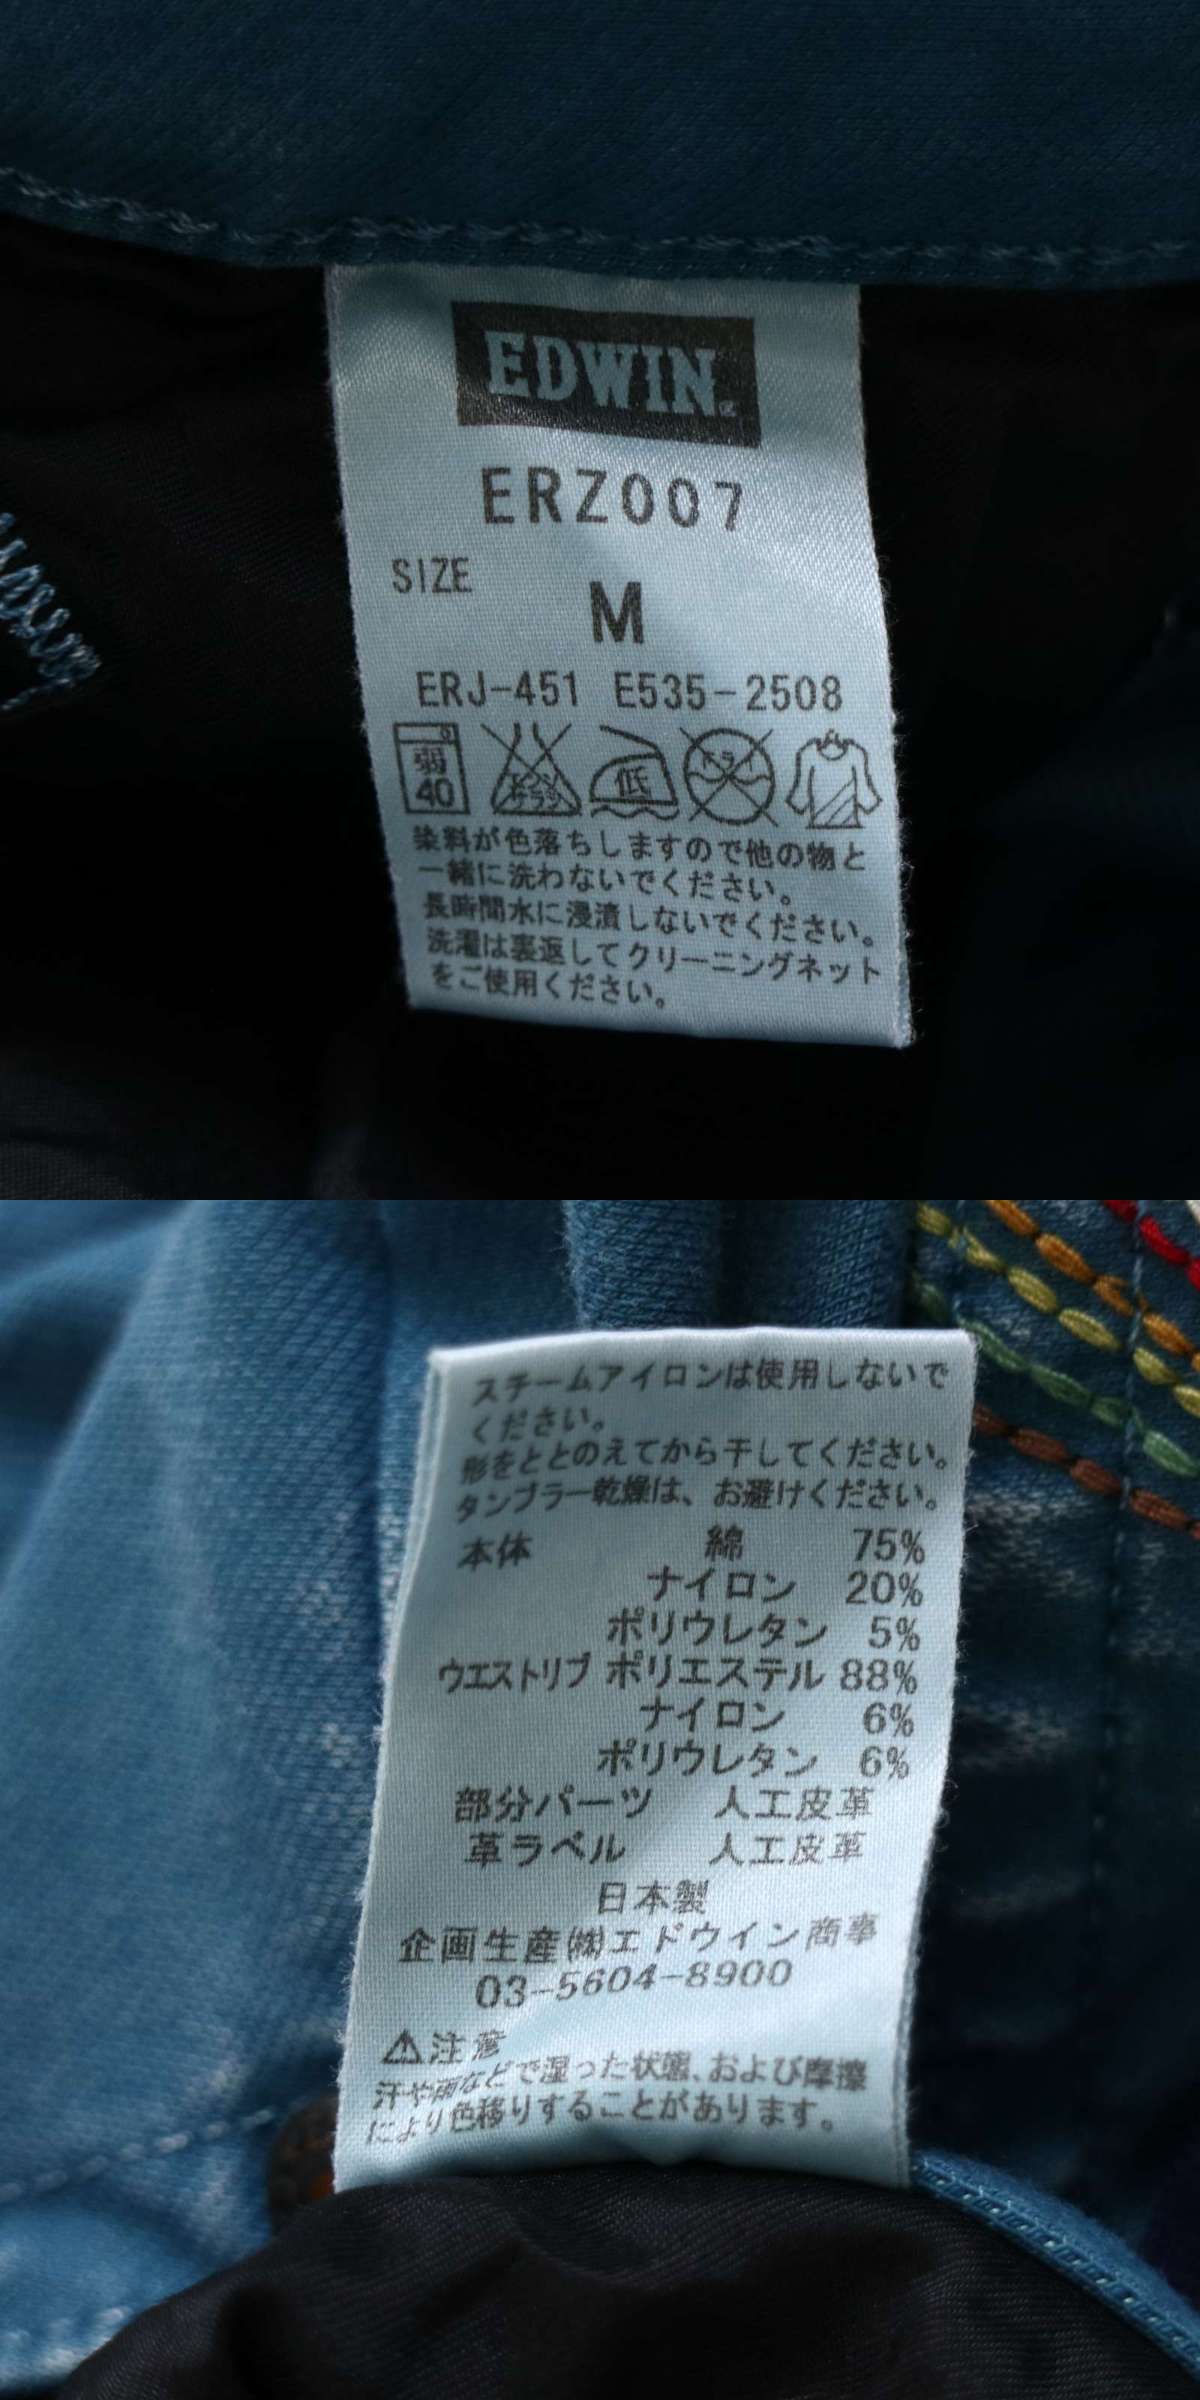 EDWIN
ERZ007
SIZE
M
ERJ-451 E535-2508
弱
40
エンソ
サラシ
低
ドライ
染料が色落ちしますので他の物と
一緒に洗わないでください。
長時間水に浸漬しないでください。
洗濯は裏返してクリーニングネット
をご使用ください。
スチームアイロンは使用しないで
ください。
形をととのえてから干してください。
タンブラー乾燥は、お避けください。
本体 綿 75%
ナイロン 20%
ポリウレタン 5%
ウエストリブ ポリエステル 88%
ナイロン 6%
ポリウレタン 6%
部分パーツ 人工皮革
革ラベル 人工皮革
日本製
企画生産㈱エドウイン商事
03-5604-8900
⚠注意
汗や雨などで湿った状態、および摩擦
により色移りすることがあります。